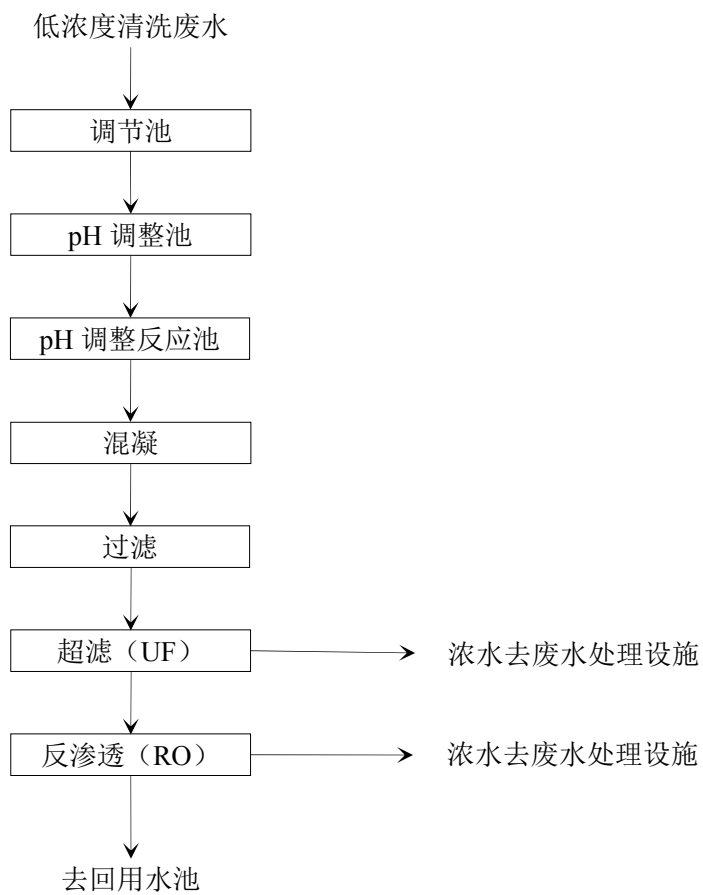 低浓度清洗废水
调节池
pH 调整池
pH 调整反应池
混凝
过滤
超滤（UF）
浓水去废水处理设施
反渗透（RO）
浓水去废水处理设施
去回用水池